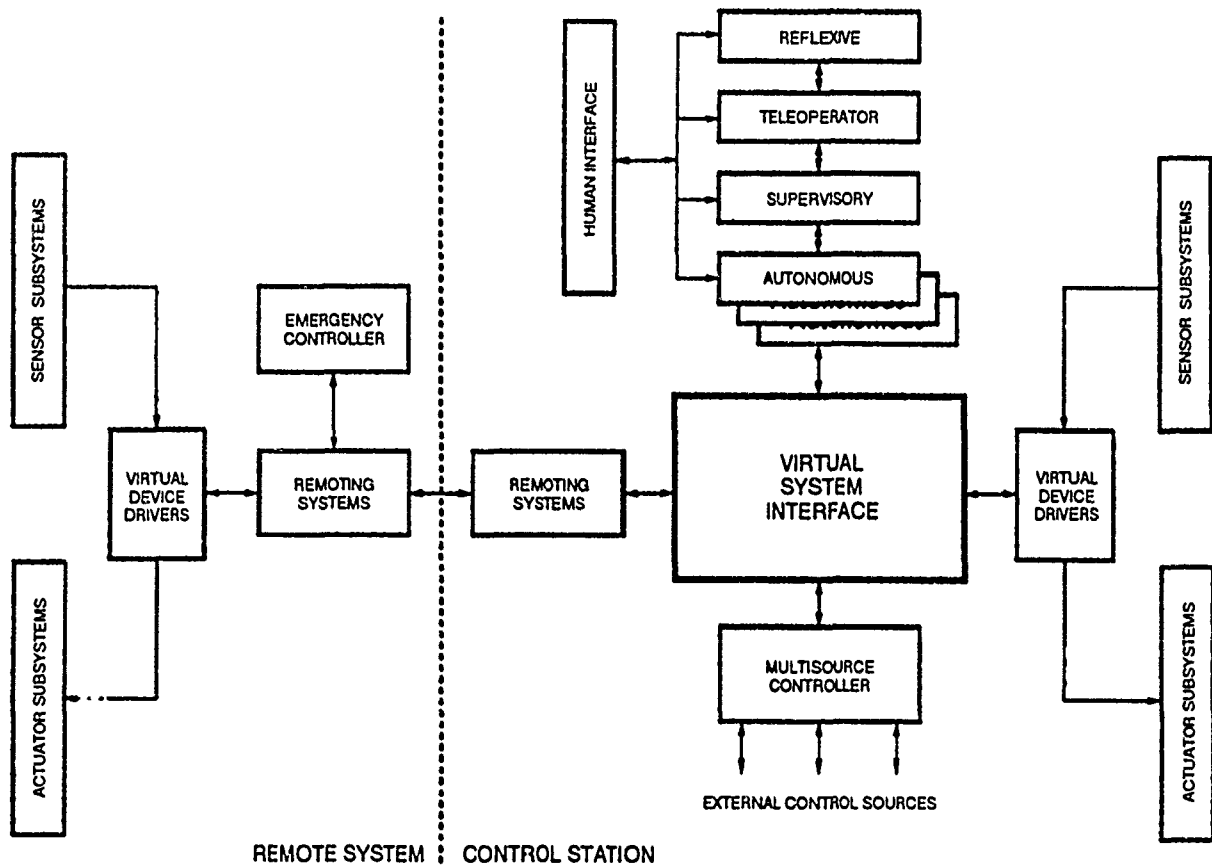 REFLEXIVE
TELEOPERATOR
SUPERVISORY
AUTONOMOUS
HUMAN INTERFACE
SENSOR SUBSYSTEMS
EMERGENCY
CONTROLLER
SENSOR SUBSYSTEMS
VIRTUAL
DEVICE
DRIVERS
REMOTING
SYSTEMS
REMOTING
SYSTEMS
VIRTUAL
SYSTEM
INTERFACE
VIRTUAL
DEVICE
DRIVERS
ACTUATOR SUBSYSTEMS
MULTISOURCE
CONTROLLER
ACTUATOR SUBSYSTEMS
EXTERNAL CONTROL SOURCES
REMOTE SYSTEM
CONTROL STATION